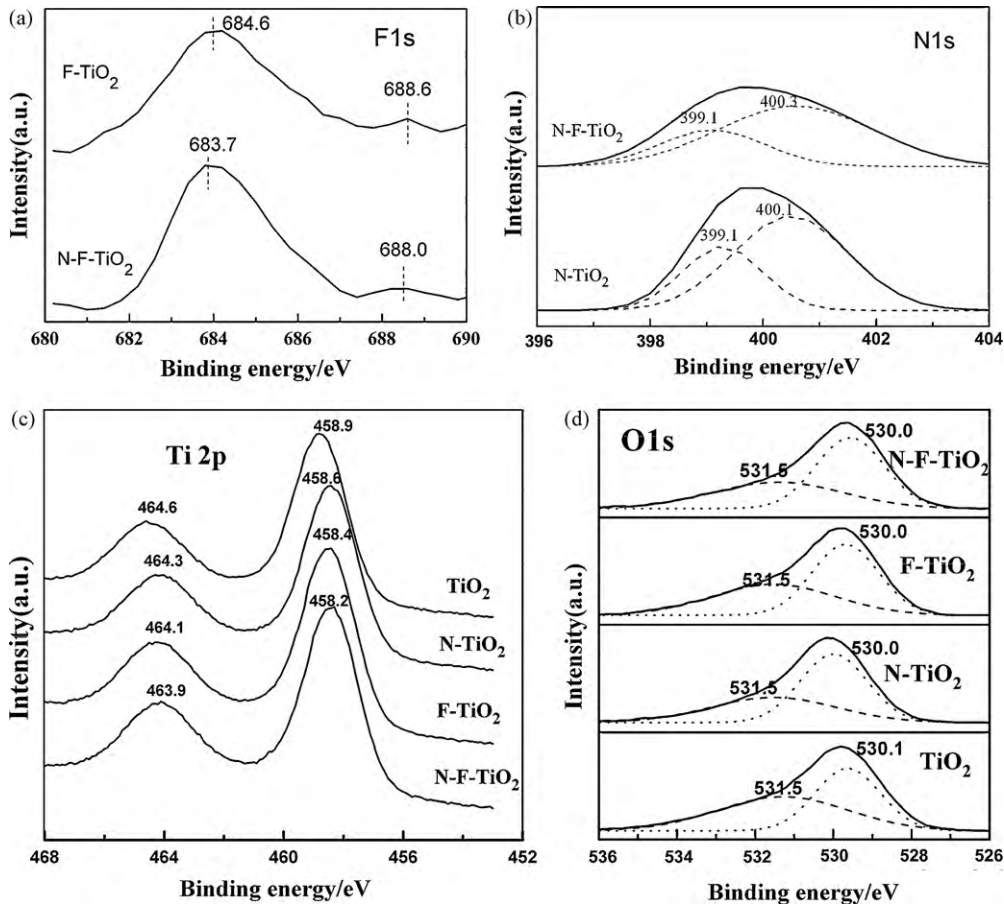 (a)
F1s
684.6
F-TiO2
688.6
683.7
N-F-TiO2
688.0
Intensity(a.u.)
680 682 684 686 688 690
Binding energy/eV
(b)
N1s
N-F-TiO2
399.1
400.3
N-TiO2
399.1
400.1
Intensity(a.u.)
396 398 400 402 404
Binding energy/eV
(c)
Ti 2p
458.9
464.6
458.6
464.3
458.4
TiO2
464.1
458.2
N-TiO2
463.9
F-TiO2
N-F-TiO2
Intensity(a.u.)
468 464 460 456 452
Binding energy/eV
(d)
O1s
530.0
531.5
N-F-TiO2
530.0
531.5
F-TiO2
530.0
531.5
N-TiO2
530.1
531.5
TiO2
Intensity(a.u.)
536 534 532 530 528 526
Binding energy/eV